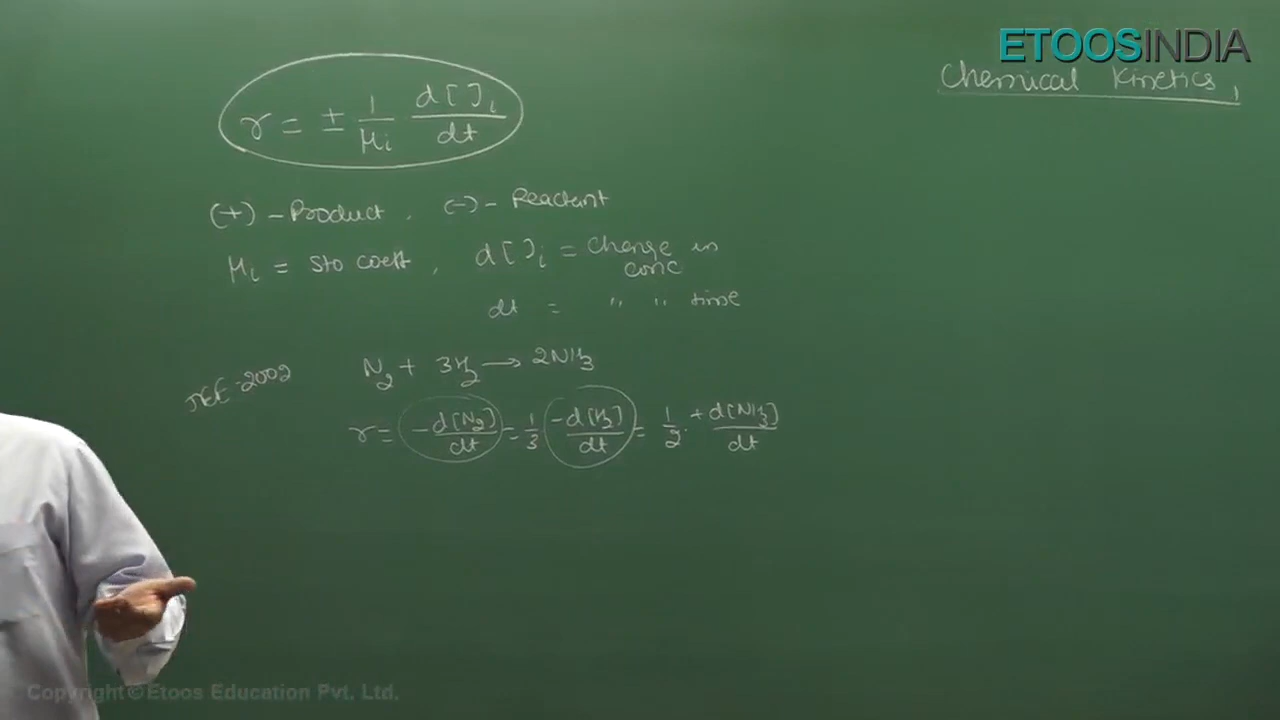 ETOOSINDIA
Chemical Kinetics,
r = ± 1/μi d[ ]i/dt
(+) - Product , (-) - Reactant
μi = Sto coeff , d[ ]i = change in conc
dt = " " time
JEE-2002 N2 + 3H2 → 2NH3
r = -d[N2]/dt = 1/3 -d[H2]/dt = 1/2 + d[NH3]/dt
Copyright © Etoos Education Pvt. Ltd.